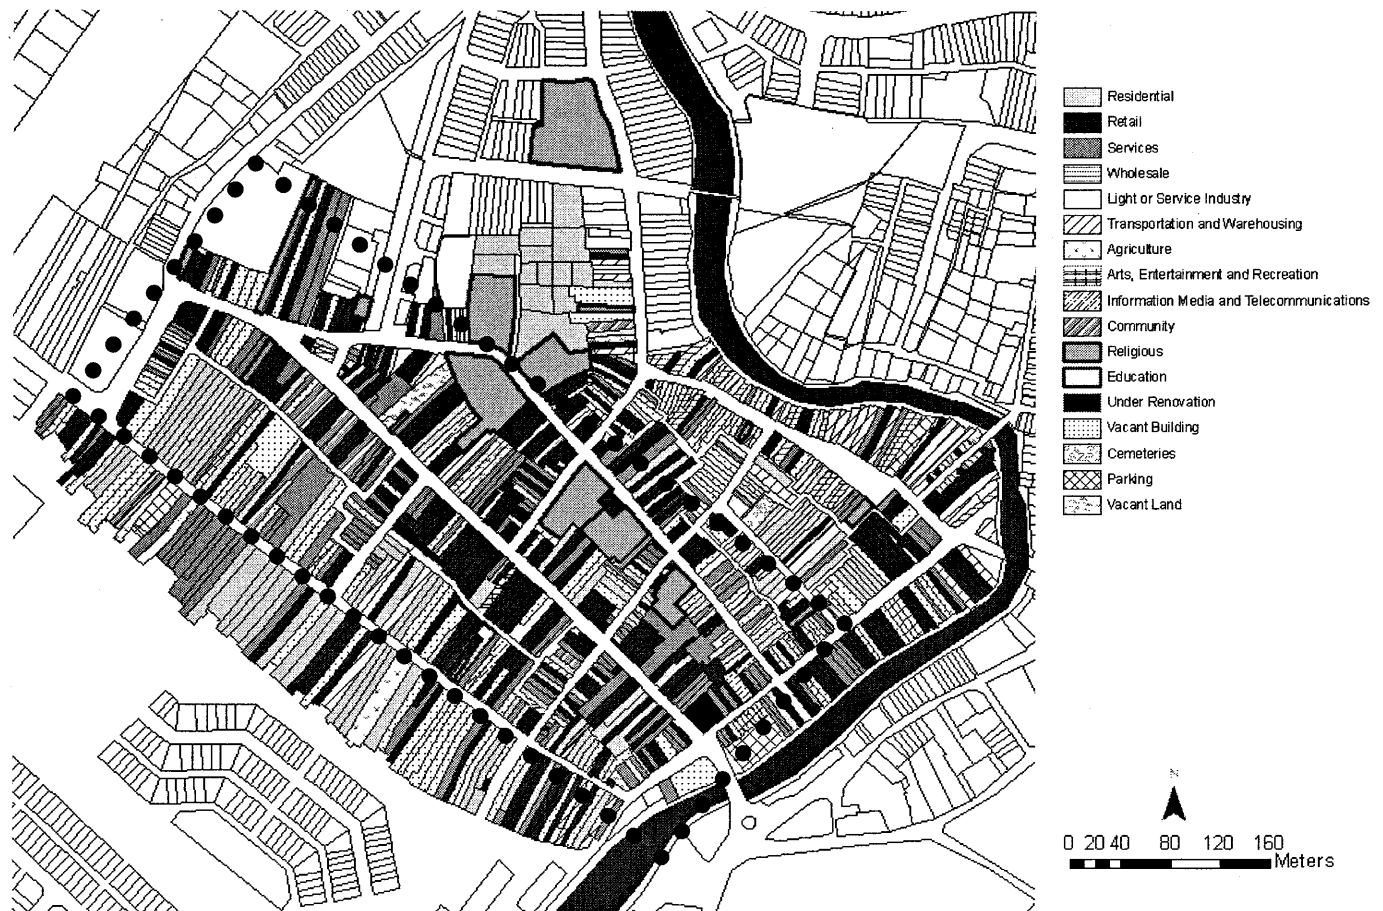 Residential
Retail
Services
Wholesale
Light or Service Industry
Transportation and Warehousing
Agriculture
Arts, Entertainment and Recreation
Information Media and Telecommunications
Community
Religious
Education
Under Renovation
Vacant Building
Cemeteries
Parking
Vacant Land
N
0 20 40 80 120 160
Meters